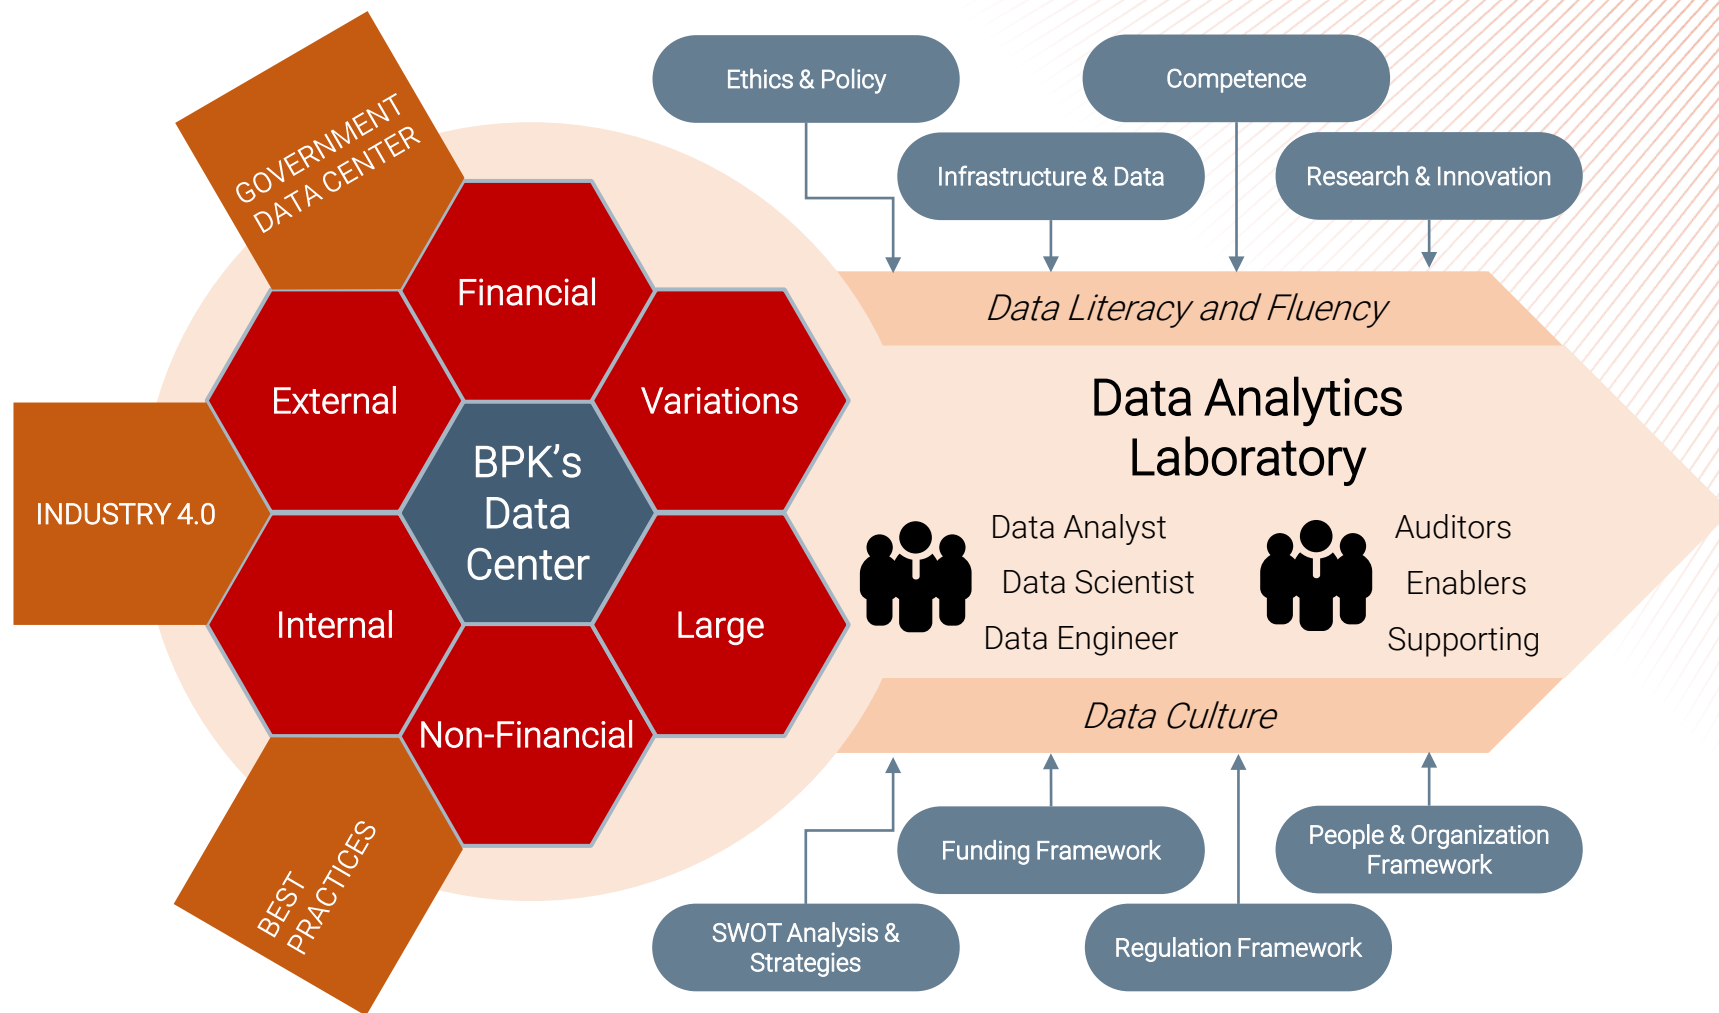 Ethics & Policy
Competence
Infrastructure & Data
Research & Innovation
GOVERNMENT
DATA CENTER
INDUSTRY 4.0
BEST
PRACTICES
Financial
External
Variations
BPK’s
Data
Center
Internal
Large
Non-Financial
Data Literacy and Fluency
Data Analytics
Laboratory
Data Analyst
Data Scientist
Data Engineer
Auditors
Enablers
Supporting
Data Culture
Funding Framework
People & Organization
Framework
SWOT Analysis &
Strategies
Regulation Framework